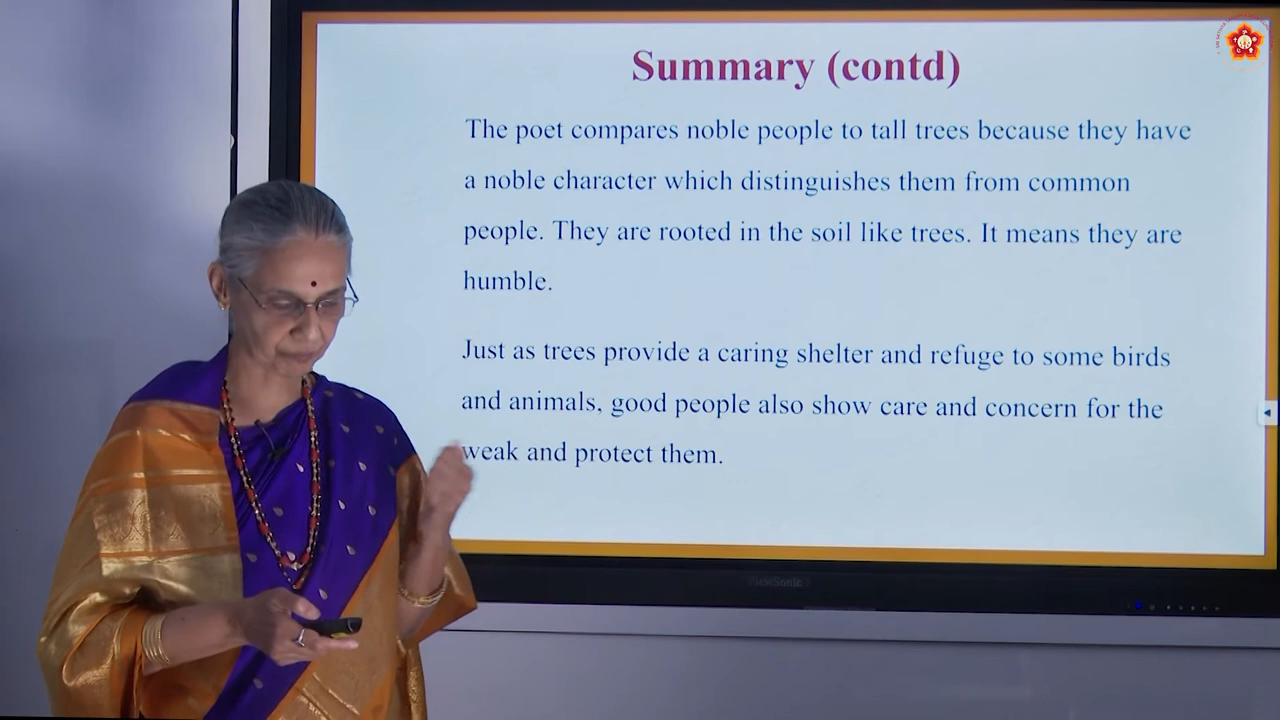 Summary (contd)
The poet compares noble people to tall trees because they have
a noble character which distinguishes them from common
people. They are rooted in the soil like trees. It means they are
humble.
Just as trees provide a caring shelter and refuge to some birds
and animals, good people also show care and concern for the
weak and protect them.
ViewSonic